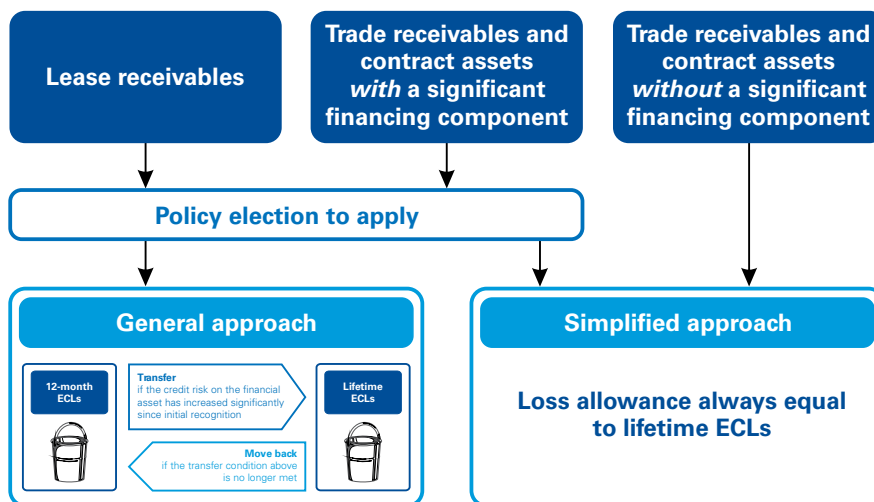 Lease receivables
Trade receivables and
contract assets
with a significant
financing component
Trade receivables and
contract assets
without a significant
financing component
Policy election to apply
General approach
12-month
ECLs
Transfer
if the credit risk on the financial
asset has increased significantly
since initial recognition
Lifetime
ECLs
Move back
if the transfer condition above
is no longer met
Simplified approach
Loss allowance always equal
to lifetime ECLs